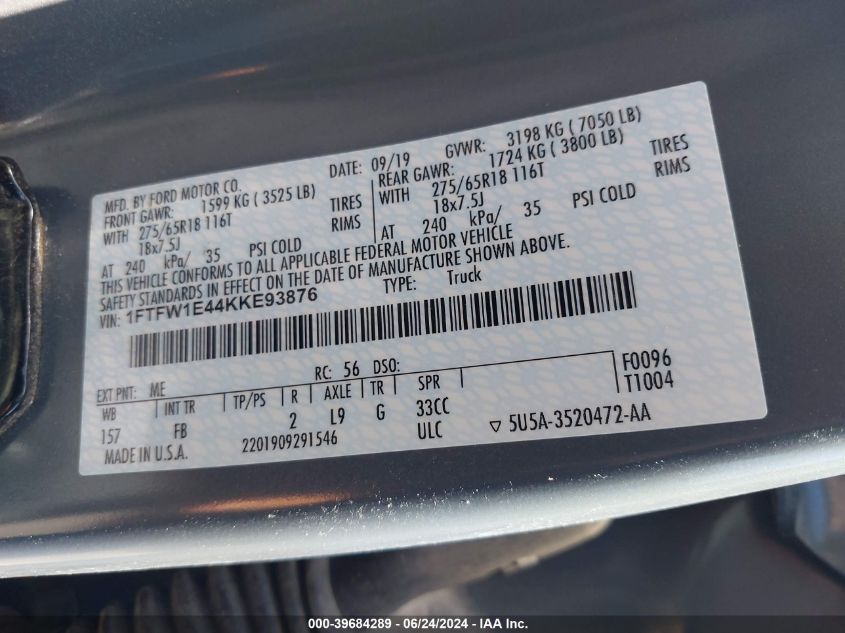 MFD. BY FORD MOTOR CO.
DATE: 09/19 GVWR: 3198 KG ( 7050 LB)
FRONT GAWR: 1599 KG ( 3525 LB)
WITH 275/65R18 116T TIRES
18x7.5J RIMS
AT 240 kPa/ 35 PSI COLD
REAR GAWR: 1724 KG ( 3800 LB)
WITH 275/65R18 116T TIRES
18x7.5J RIMS
AT 240 kPa/ 35 PSI COLD
THIS VEHICLE CONFORMS TO ALL APPLICABLE FEDERAL MOTOR VEHICLE
SAFETY STANDARDS IN EFFECT ON THE DATE OF MANUFACTURE SHOWN ABOVE.
VIN: 1FTFW1E44KKE93876 TYPE: Truck
EXT PNT: ME RC: 56 DSO:
WB INT TR TP/PS R AXLE TR SPR
157 FB 2 L9 G 33CC
ULC
F0096
T1004
MADE IN U.S.A. 2201909291546
▽ 5U5A-3520472-AA
000-39684289 - 06/24/2024 - WWW.IAAI.COM